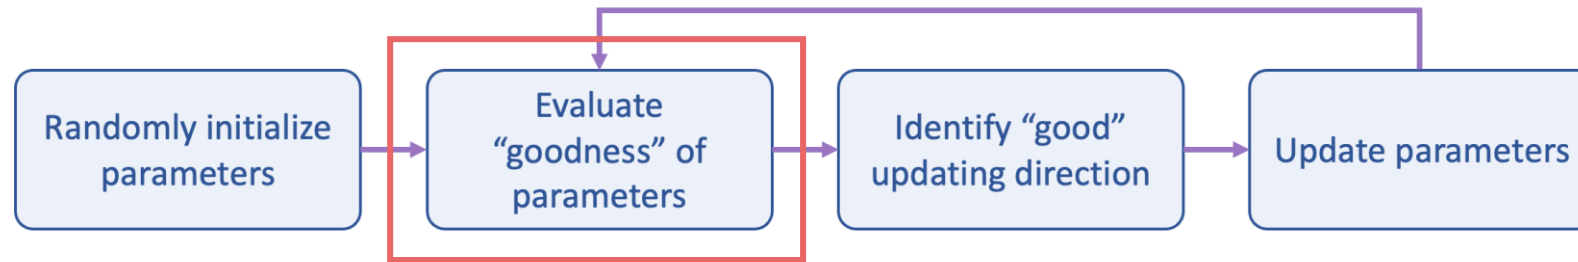 Randomly initialize
parameters
Evaluate
“goodness” of
parameters
Identify “good”
updating direction
Update parameters